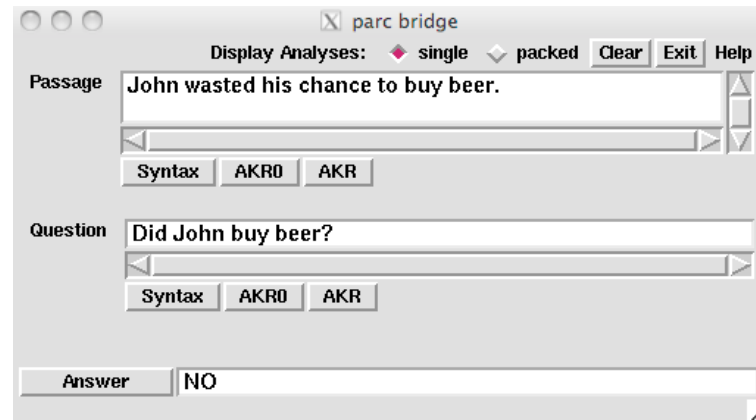 parc bridge
Display Analyses: single packed Clear Exit Help
Passage John wasted his chance to buy beer.
Syntax AKR0 AKR
Question Did John buy beer?
Syntax AKR0 AKR
Answer NO